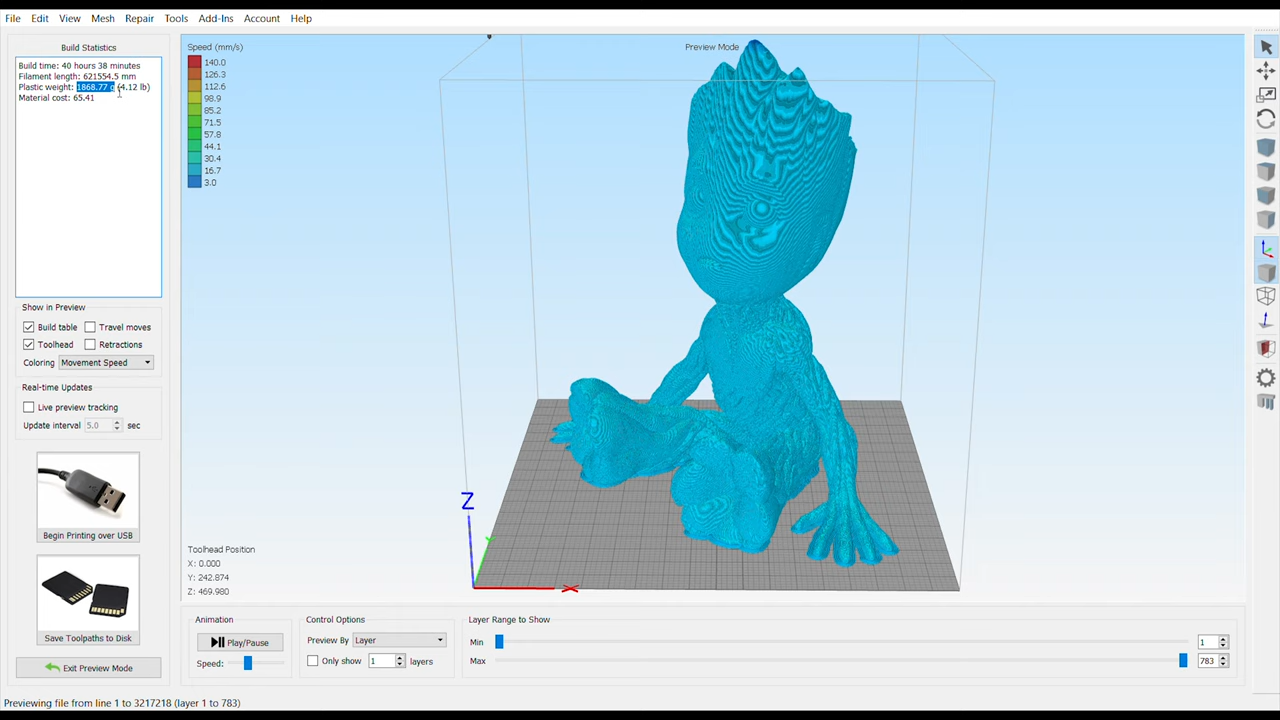 File Edit View Mesh Repair Tools Add-Ins Account Help
Build Statistics
Build time: 40 hours 38 minutes
Filament length: 621554.5 mm
Plastic weight: 1868.77 g (4.12 lb)
Material cost: 65.41
Show in Preview
Build table Travel moves
Toolhead Retractions
Coloring Movement Speed
Real-time Updates
Live preview tracking
Update interval 5.0 sec
Begin Printing over USB
Save Toolpaths to Disk
Exit Preview Mode
Speed (mm/s)
140.0
126.3
112.6
98.9
85.2
71.5
57.8
44.1
30.4
16.7
3.0
Preview Mode
Z
Toolhead Position
X: 0.000
Y: 242.874
Z: 469.980
Animation
Play/Pause
Speed:
Control Options
Preview By Layer
Only show 1 layers
Layer Range to Show
Min 1
Max 783
Previewing file from line 1 to 3217218 (layer 1 to 783)